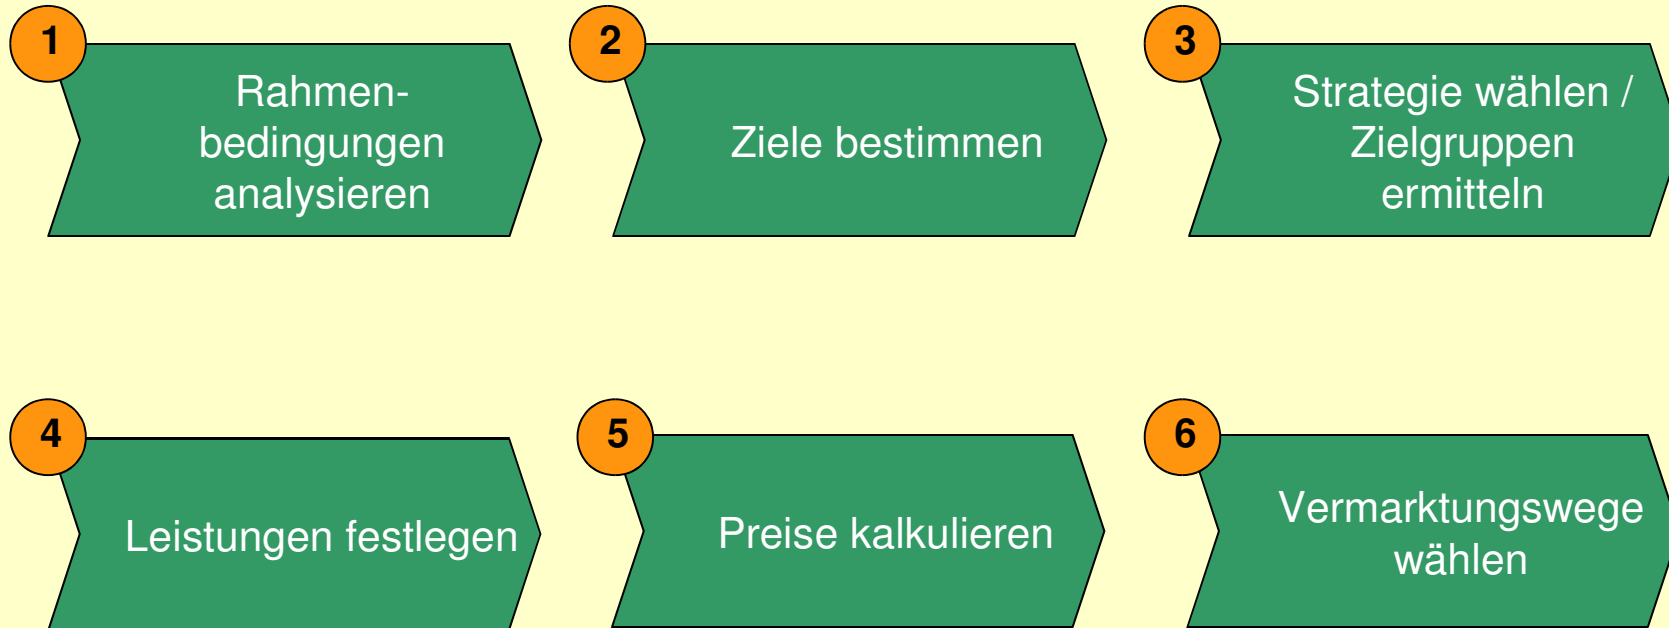 1
Rahmen-
bedingungen
analysieren
2
Ziele bestimmen
3
Strategie wählen /
Zielgruppen
ermitteln
4
Leistungen festlegen
5
Preise kalkulieren
6
Vermarktungswege
wählen